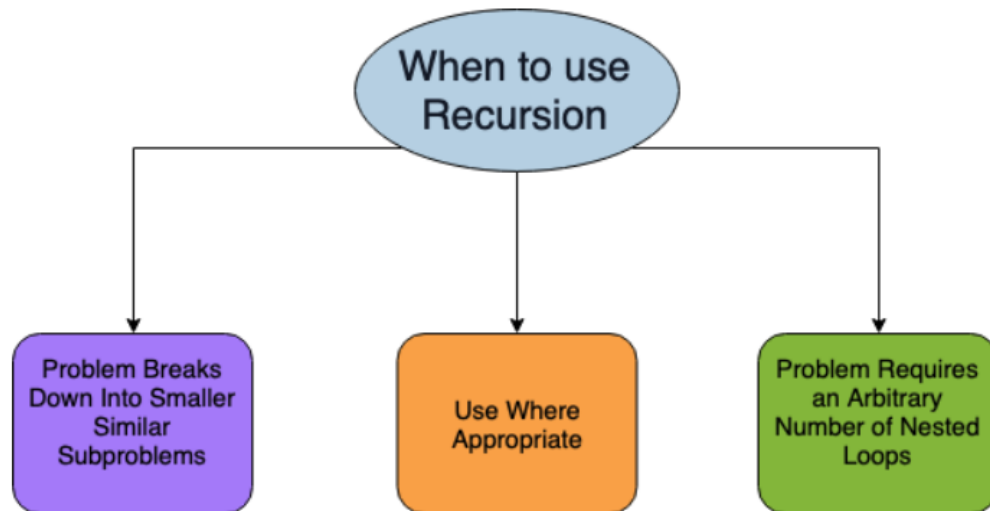 When to use
Recursion
Problem Breaks
Down Into Smaller
Similar
Subproblems
Use Where
Appropriate
Problem Requires
an Arbitrary
Number of Nested
Loops